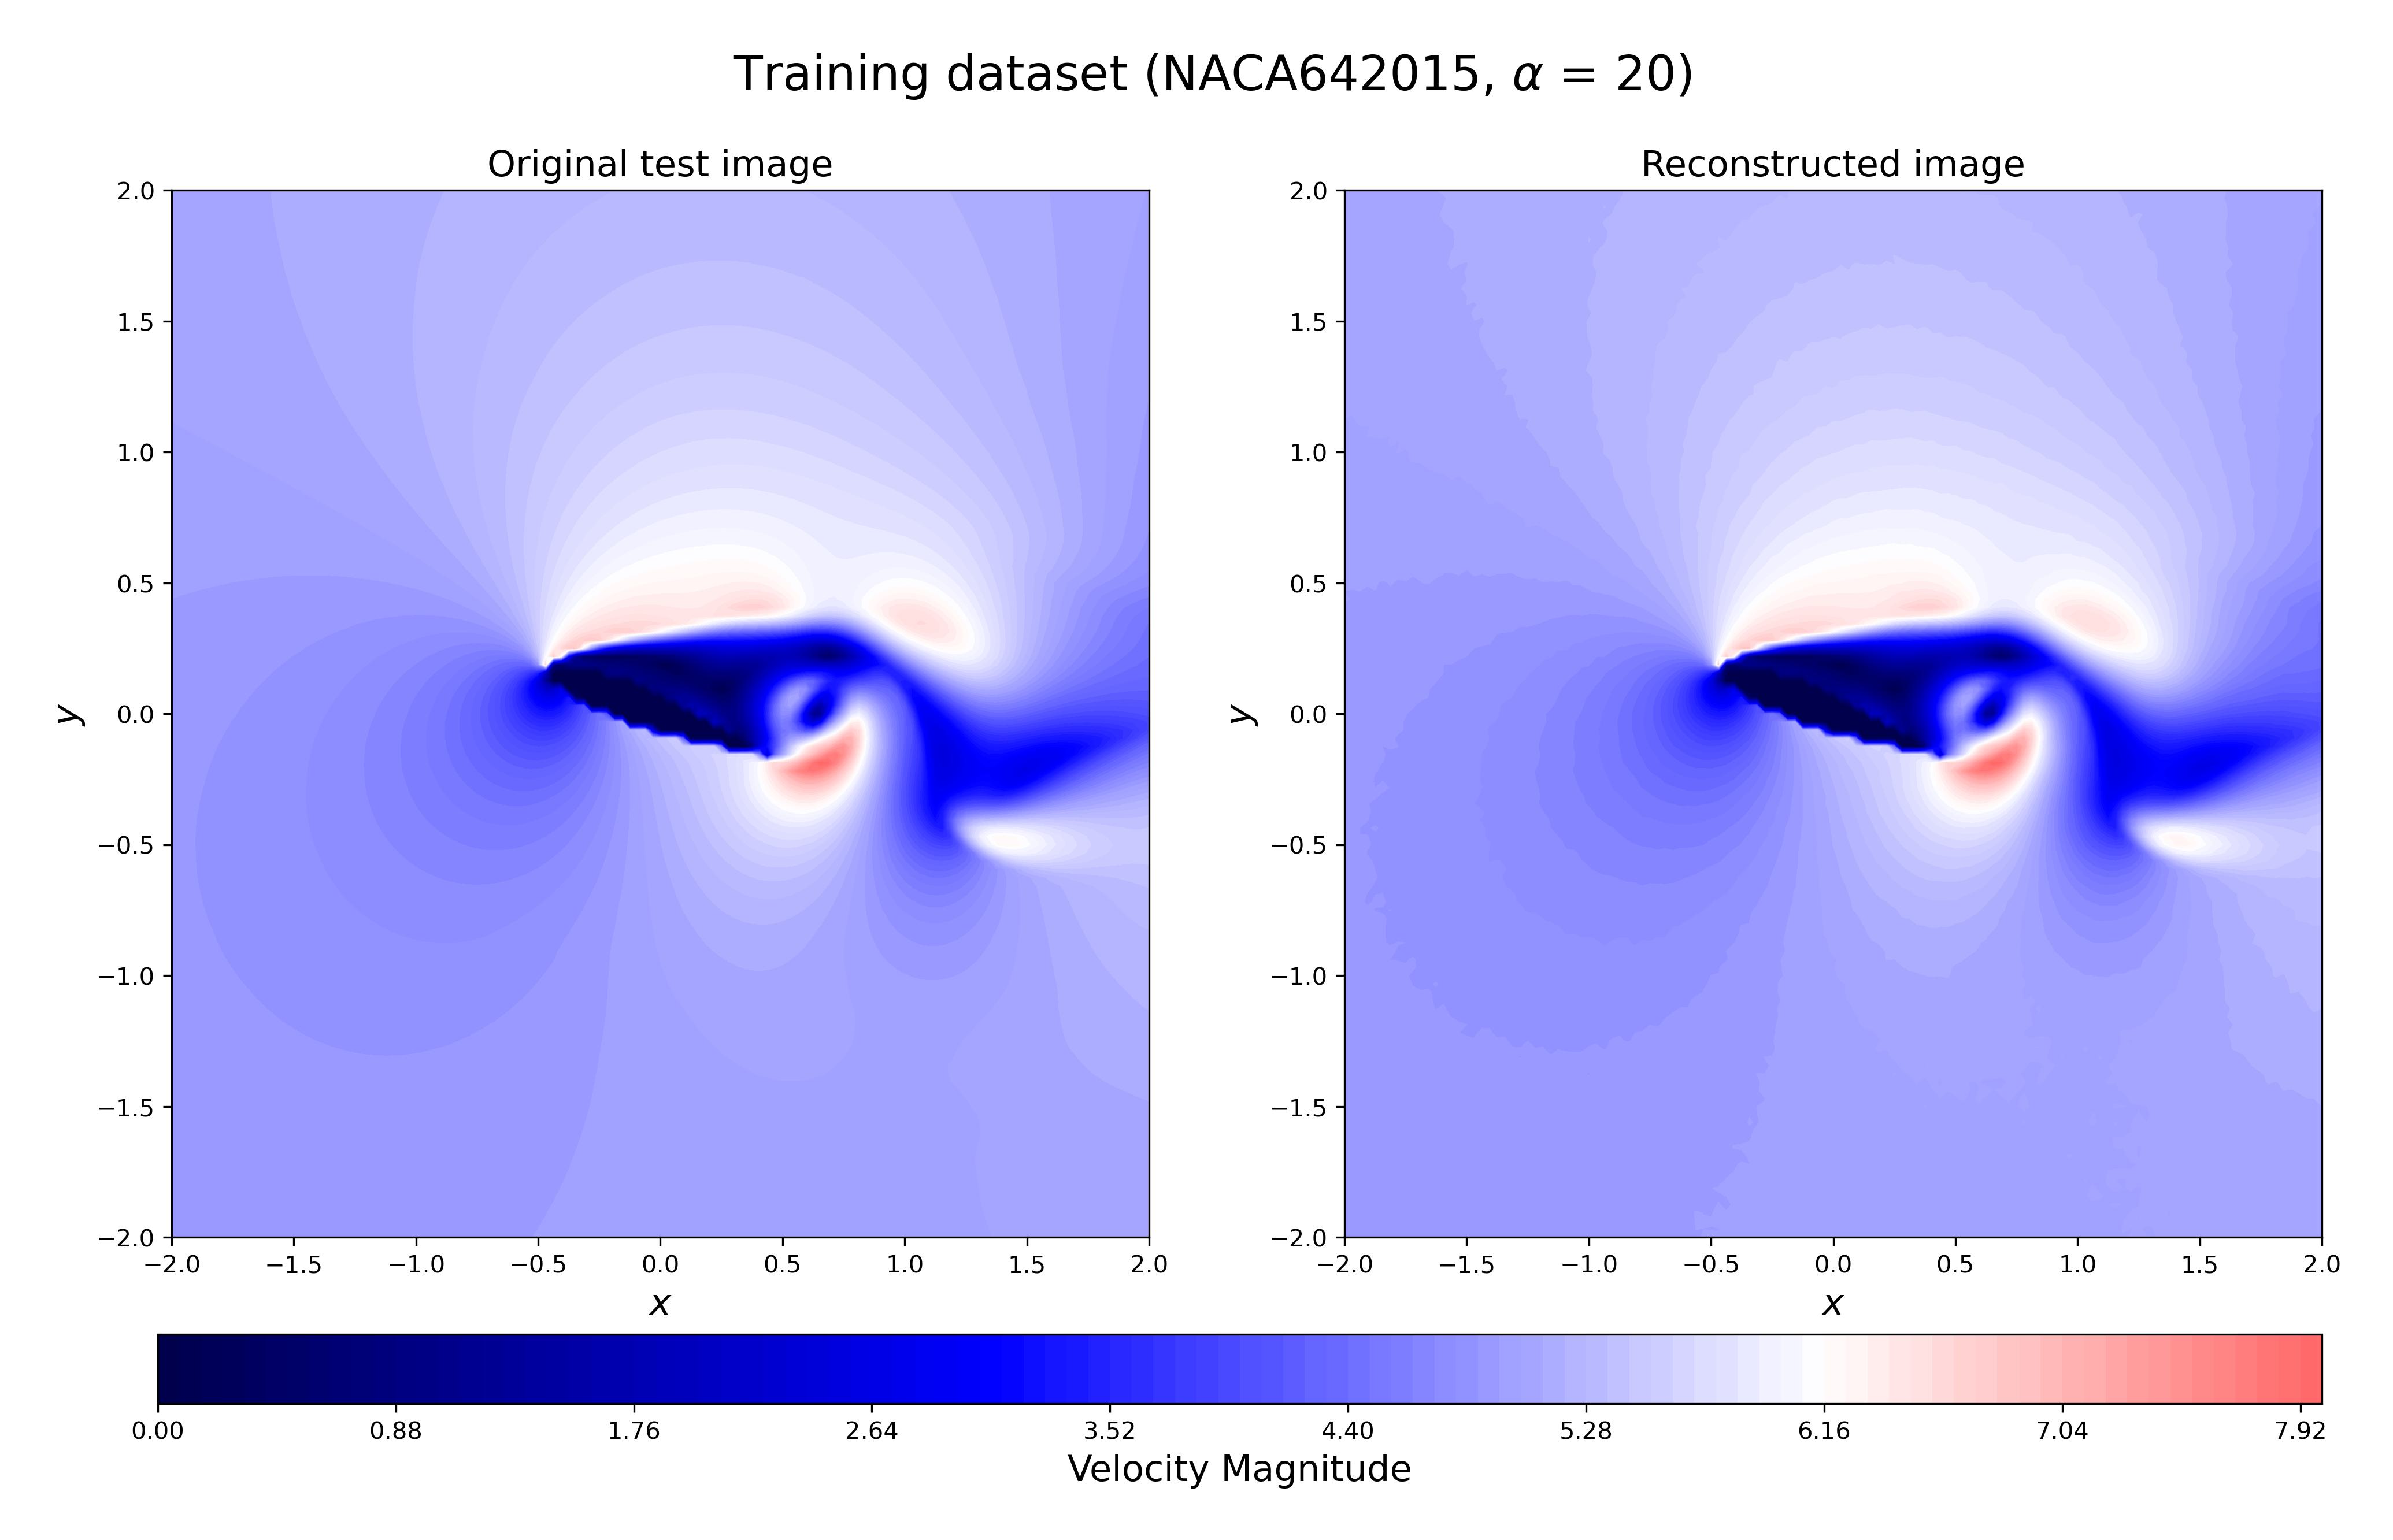 Training dataset (NACA642015, α = 20)
Original test image
2.0
1.5
1.0
0.5
0.0
−0.5
−1.0
−1.5
−2.0
y
−2.0 −1.5 −1.0 −0.5 0.0 0.5 1.0 1.5 2.0
x
Reconstructed image
2.0
1.5
1.0
0.5
0.0
−0.5
−1.0
−1.5
−2.0
y
−2.0 −1.5 −1.0 −0.5 0.0 0.5 1.0 1.5 2.0
x
0.00 0.88 1.76 2.64 3.52 4.40 5.28 6.16 7.04 7.92
Velocity Magnitude